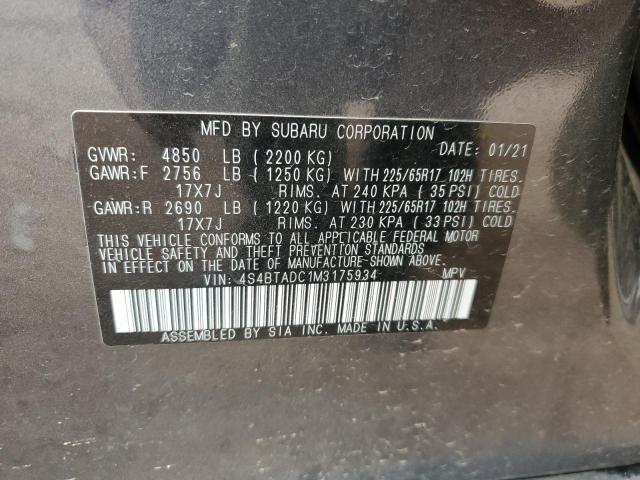 MFD BY SUBARU CORPORATION DATE: 01/21
GVWR: 4850 LB (2200 KG)
GAWR:F 2756 LB (1250 KG) WITH 225/65R17 102H TIRES.
17X7J RIMS. AT 240 KPA (35 PSI) COLD
GAWR:R 2690 LB (1220 KG) WITH 225/65R17 102H TIRES.
17X7J RIMS. AT 230 KPA (33 PSI) COLD
THIS VEHICLE CONFORMS TO ALL APPLICABLE FEDERAL MOTOR
VEHICLE SAFETY AND THEFT PREVENTION STANDARDS
IN EFFECT ON THE DATE OF MANUFACTURE SHOWN ABOVE.
VIN: 4S4BTADC1M3175934 MPV
ASSEMBLED BY SIA INC. MADE IN U.S.A.